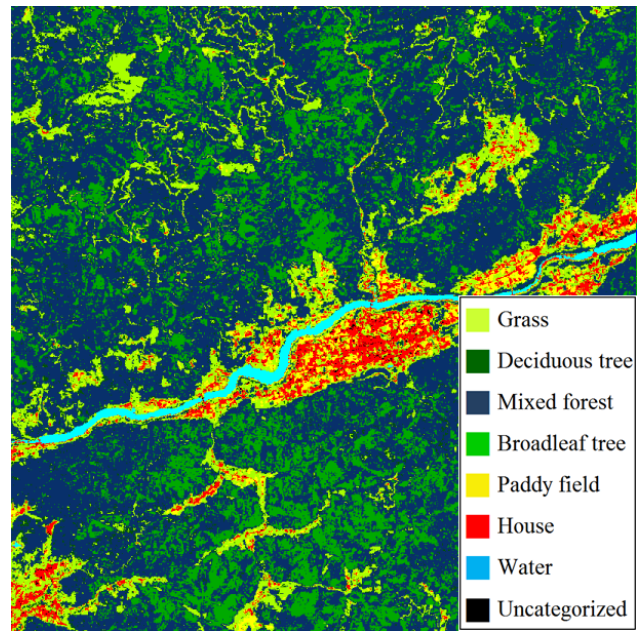 Grass
Deciduous tree
Mixed forest
Broadleaf tree
Paddy field
House
Water
Uncategorized